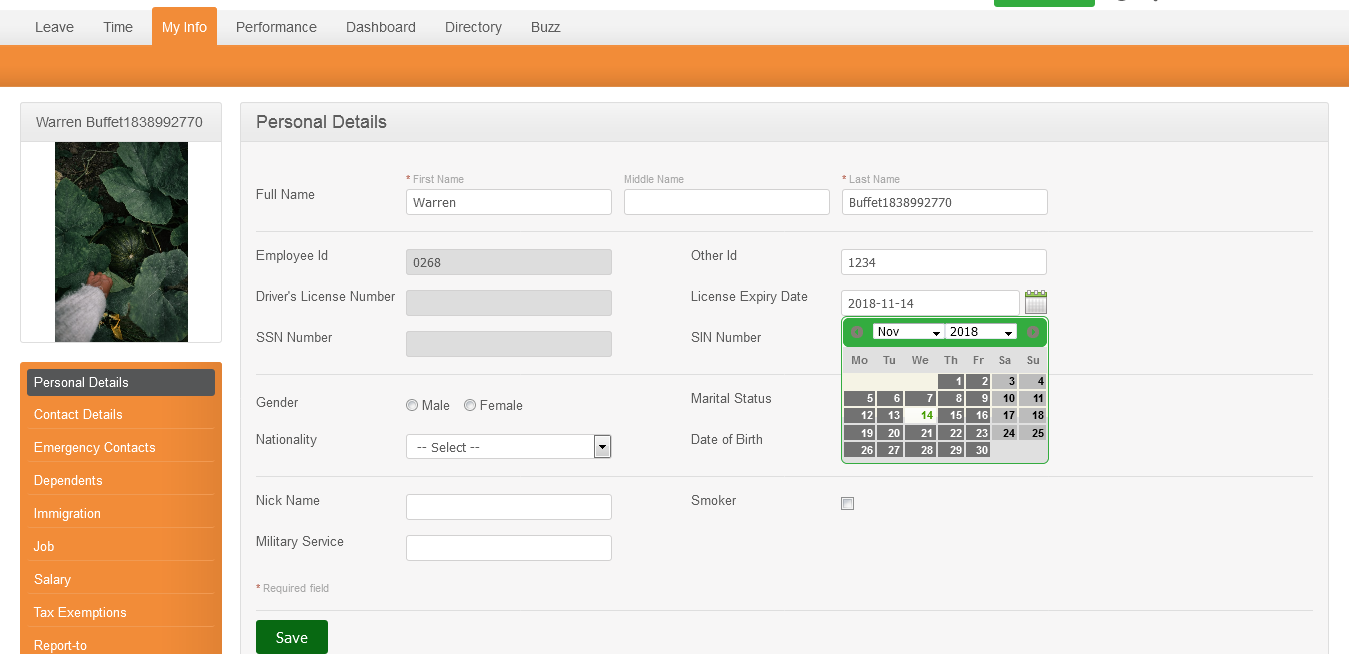 Leave Time My Info Performance Dashboard Directory Buzz
Warren Buffet1838992770
Personal Details
Contact Details
Emergency Contacts
Dependents
Immigration
Job
Salary
Tax Exemptions
Report-to
Personal Details
* First Name Middle Name * Last Name
Full Name Warren Buffet1838992770
Employee Id 0268 Other Id 1234
Driver's License Number License Expiry Date 2018-11-14
SSN Number SIN Number
Nov 2018
Mo Tu We Th Fr Sa Su
1 2 3 4
5 6 7 8 9 10 11
12 13 14 15 16 17 18
19 20 21 22 23 24 25
26 27 28 29 30
Gender Male Female Marital Status
Nationality -- Select -- Date of Birth
Nick Name Smoker
Military Service
* Required field
Save